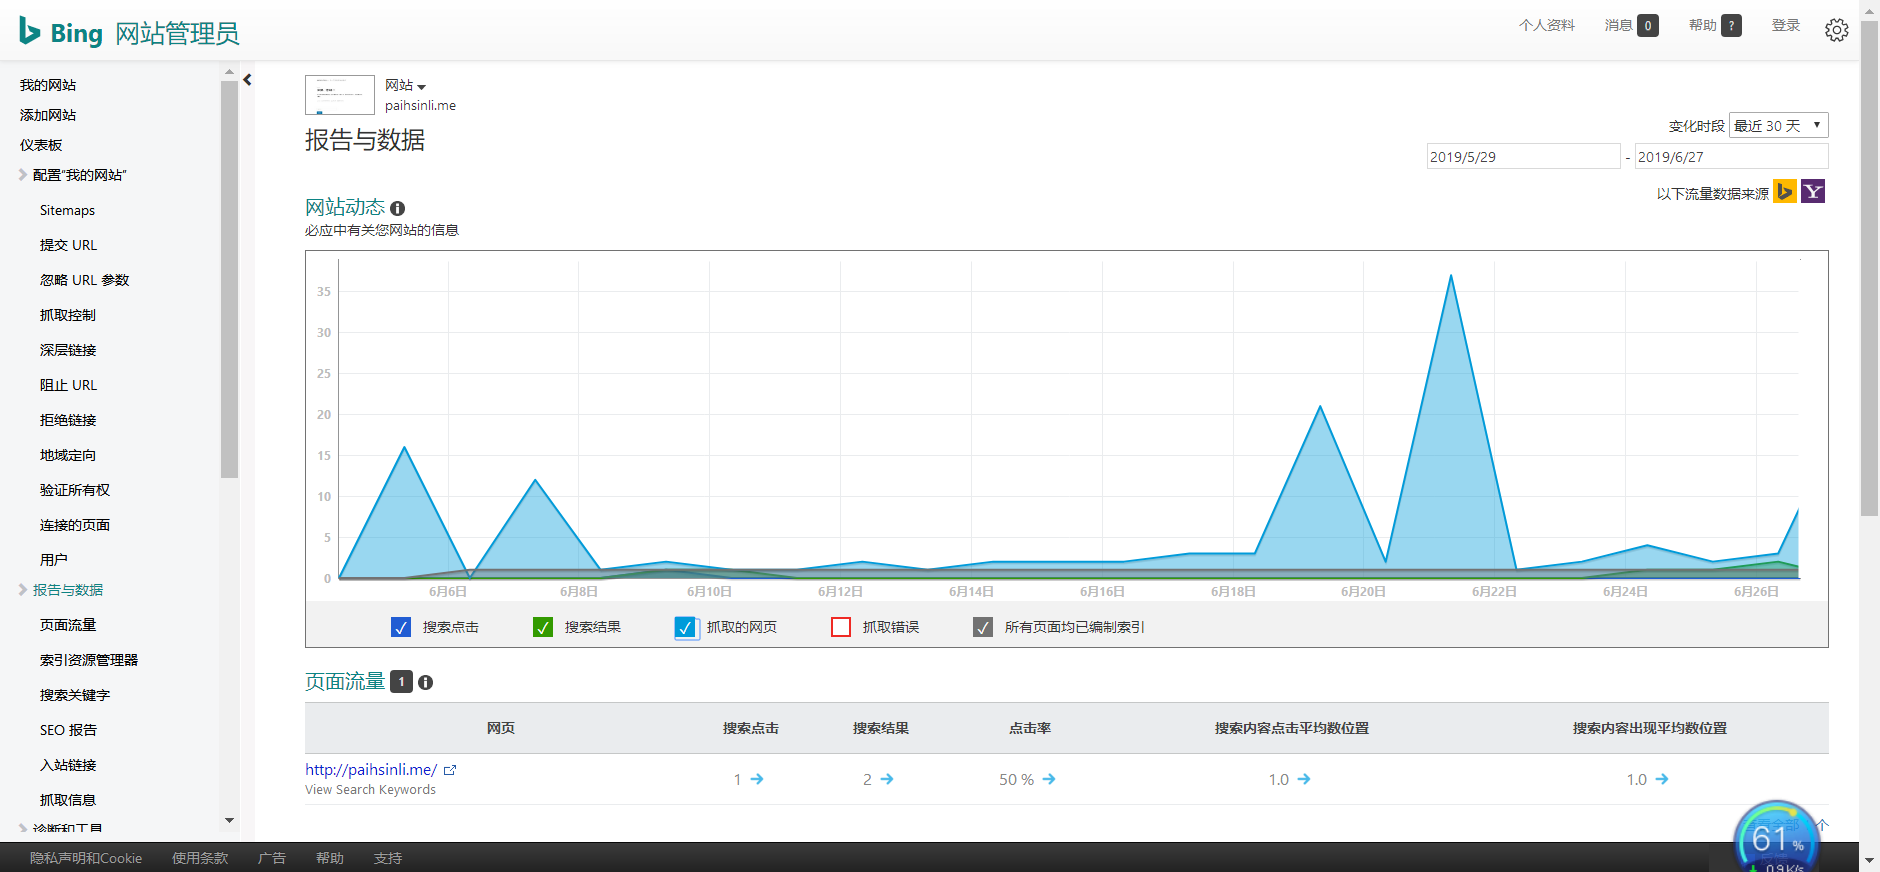 Bing 网站管理员
个人资料 消息 0 帮助 ? 登录
我的网站
添加网站
仪表板
配置“我的网站”
Sitemaps
提交 URL
忽略 URL 参数
抓取控制
深层链接
阻止 URL
拒绝链接
地域定向
验证所有权
连接的页面
用户
报告与数据
页面流量
索引资源管理器
搜索关键字
SEO 报告
入站链接
抓取信息
诊断和工具
网站
paihsinli.me
报告与数据
变化时段 最近 30 天
2019/5/29 - 2019/6/27
以下流量数据来源
网站动态
必应中有关您网站的信息
35
30
25
20
15
10
5
0
6月6日 6月8日 6月10日 6月12日 6月14日 6月16日 6月18日 6月20日 6月22日 6月24日 6月26日
搜索点击 搜索结果 抓取的网页 抓取错误 所有页面均已编制索引
页面流量 1
网页 搜索点击 搜索结果 点击率 搜索内容点击平均数位置 搜索内容出现平均数位置
http://paihsinli.me/ 1 2 50 % 1.0 1.0
View Search Keywords
查看全部 个
61 %
0.9K/s
隐私声明和Cookie 使用条款 广告 帮助 支持